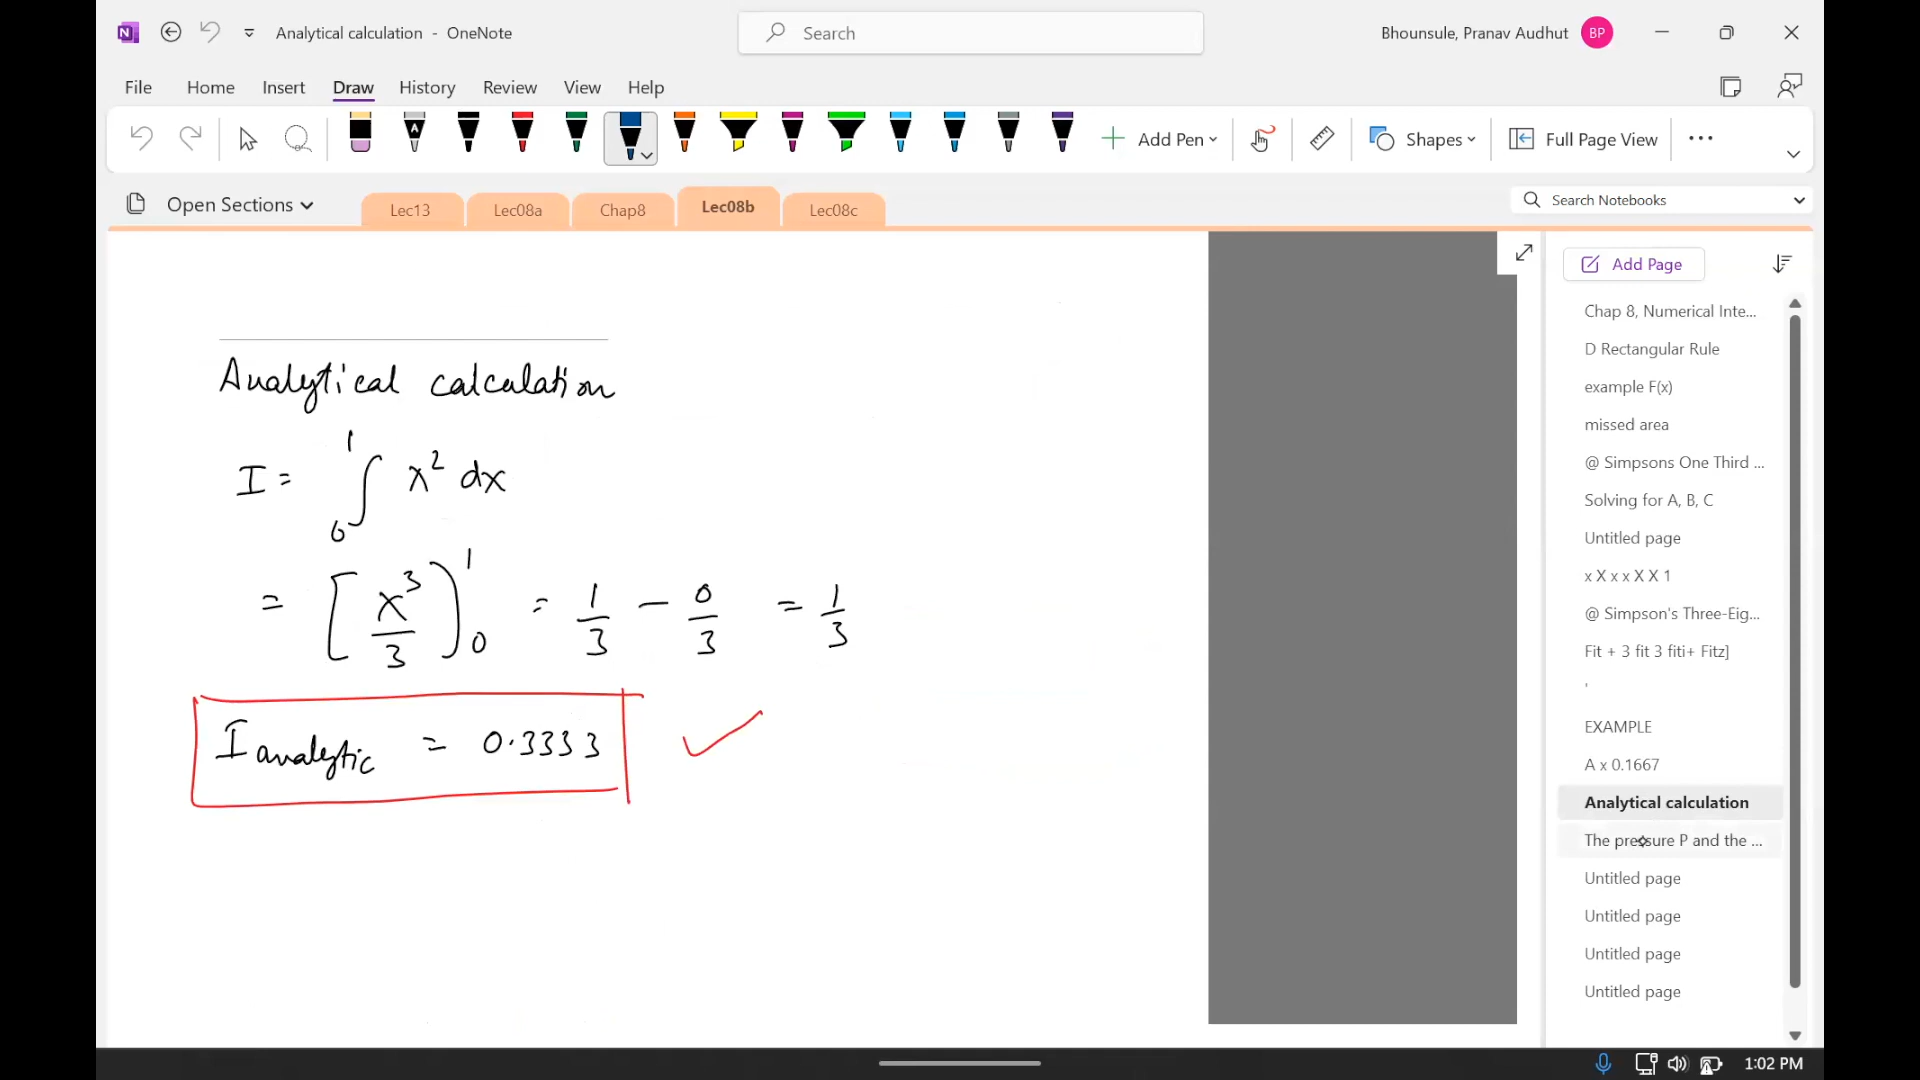 Analytical calculation - OneNote
Search
Bhounsule, Pranav Audhut
BP
File Home Insert Draw History Review View Help
Add Pen
Shapes
Full Page View
Open Sections
Lec13
Lec08a
Chap8
Lec08b
Lec08c
Search Notebooks
Analytical calculation
I = ∫₀¹ x² dx
= [x³/3]₀¹ = 1/3 − 0/3 = 1/3
I analytic = 0.3333 ✓
Add Page
Chap 8, Numerical Inte...
D Rectangular Rule
example F(x)
missed area
@ Simpsons One Third ...
Solving for A, B, C
Untitled page
x X x x X X 1
@ Simpson's Three-Eig...
Fit + 3 fit 3 fiti+ Fitz]
'
EXAMPLE
A x 0.1667
Analytical calculation
The pressure P and the ...
Untitled page
Untitled page
Untitled page
Untitled page
1:02 PM